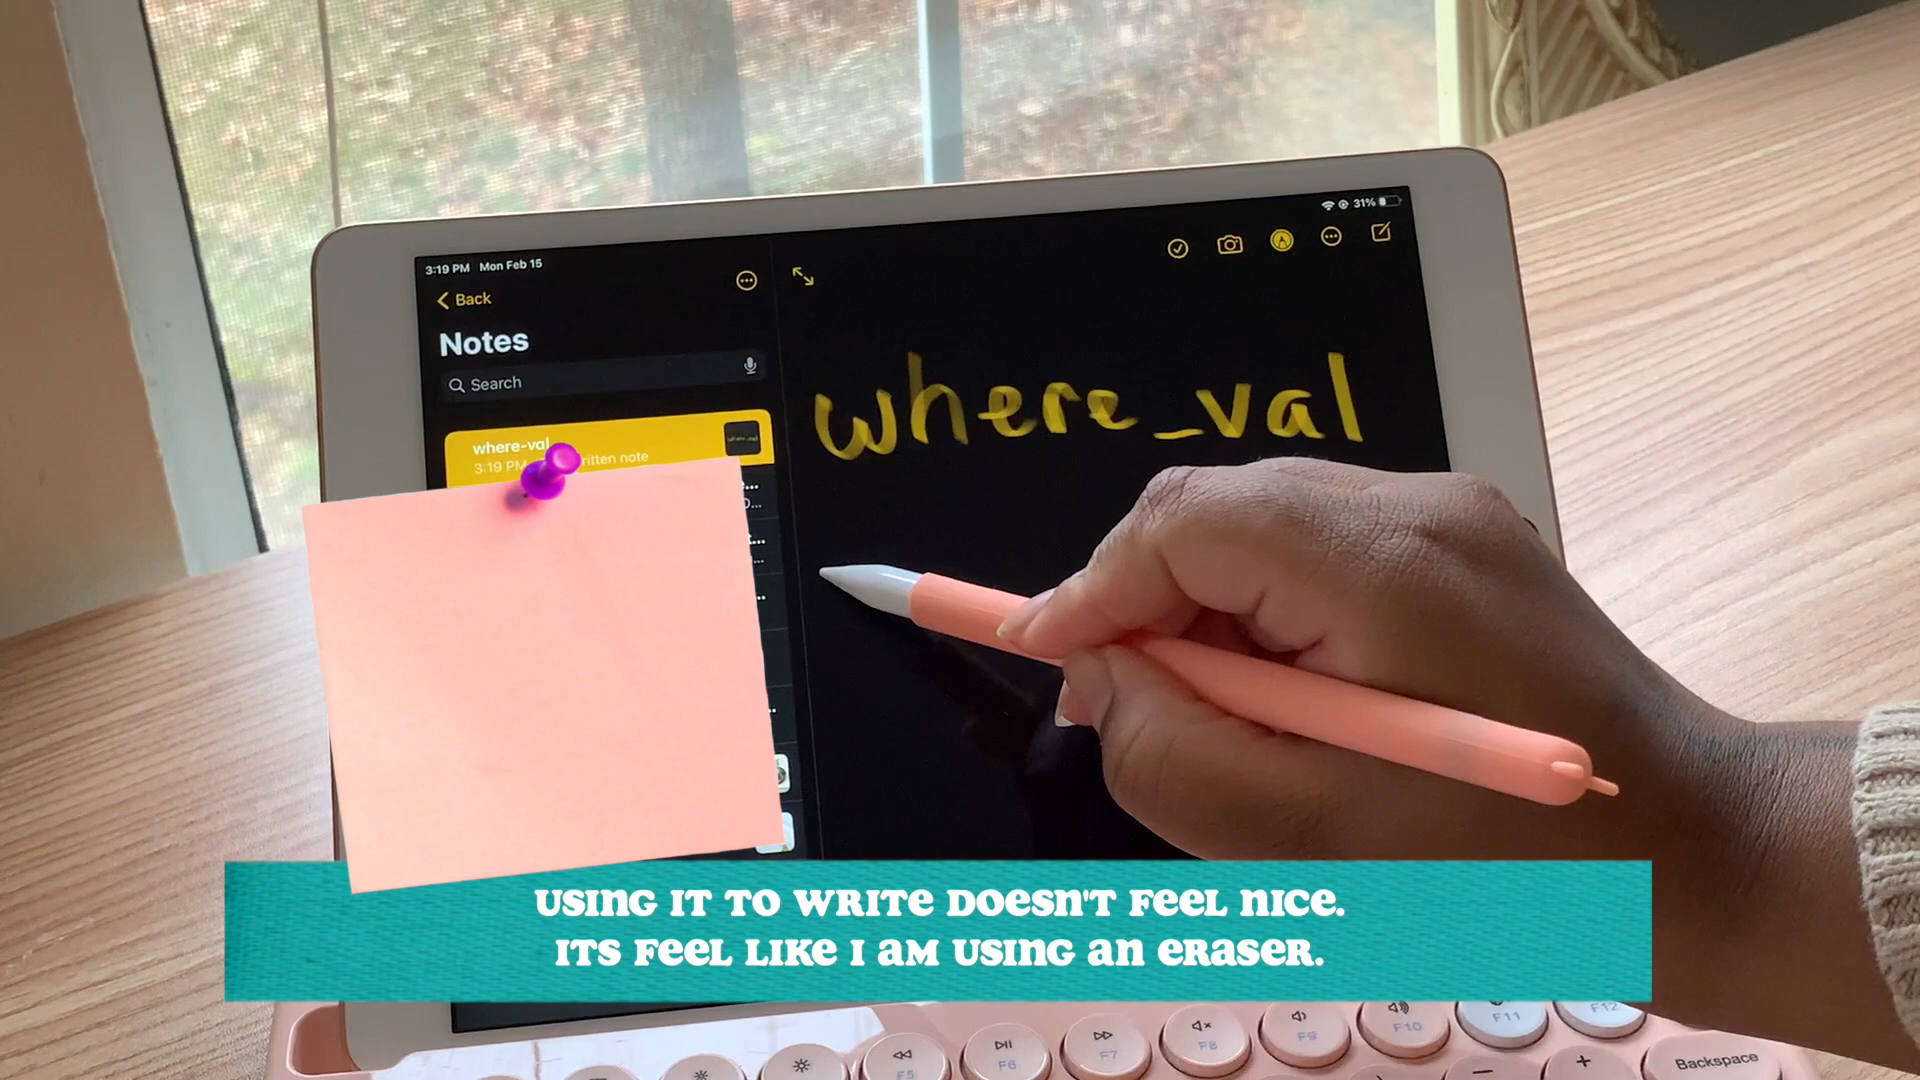 3:19 PM Mon Feb 15
31%
Back
Notes
Search
where-val
3:19 PM
written note
where_val
USING IT TO WRITE DOESN'T FEEL NICE.
ITS FEEL LIKE I AM USING AN ERASER.
F5
F6
F7
F8
F9
F10
F11
F12
Backspace